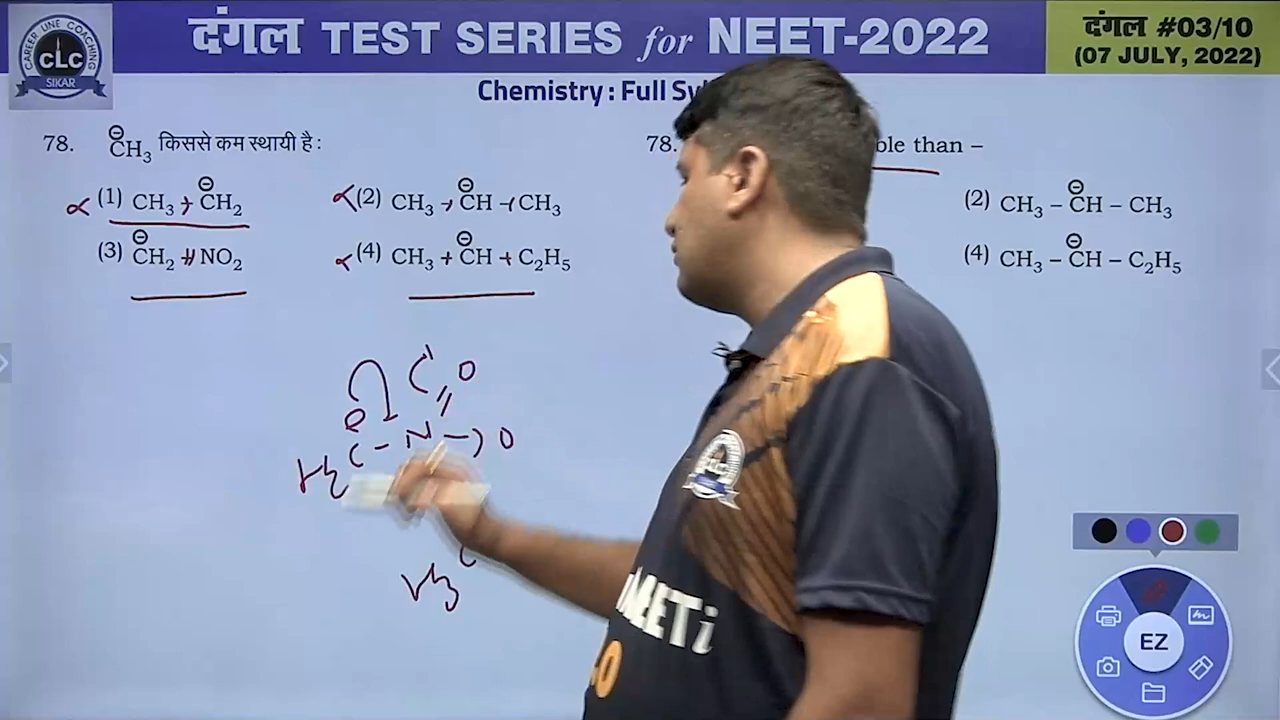 दंगल TEST SERIES for NEET-2022
दंगल #03/10
(07 JULY, 2022)
CAREER LINE COACHING
CLC
SIKAR
Chemistry : Full
78. ⊖CH₃ किससे कम स्थायी है :
(1) CH₃ – ⊖CH₂
(2) CH₃ – ⊖CH – CH₃
(3) ⊖CH₂ – NO₂
(4) CH₃ – ⊖CH – C₂H₅
78. than –
(2) CH₃ – ⊖CH – CH₃
(4) CH₃ – ⊖CH – C₂H₅
O
⊖
H₂C – N → O
CLC
EZ